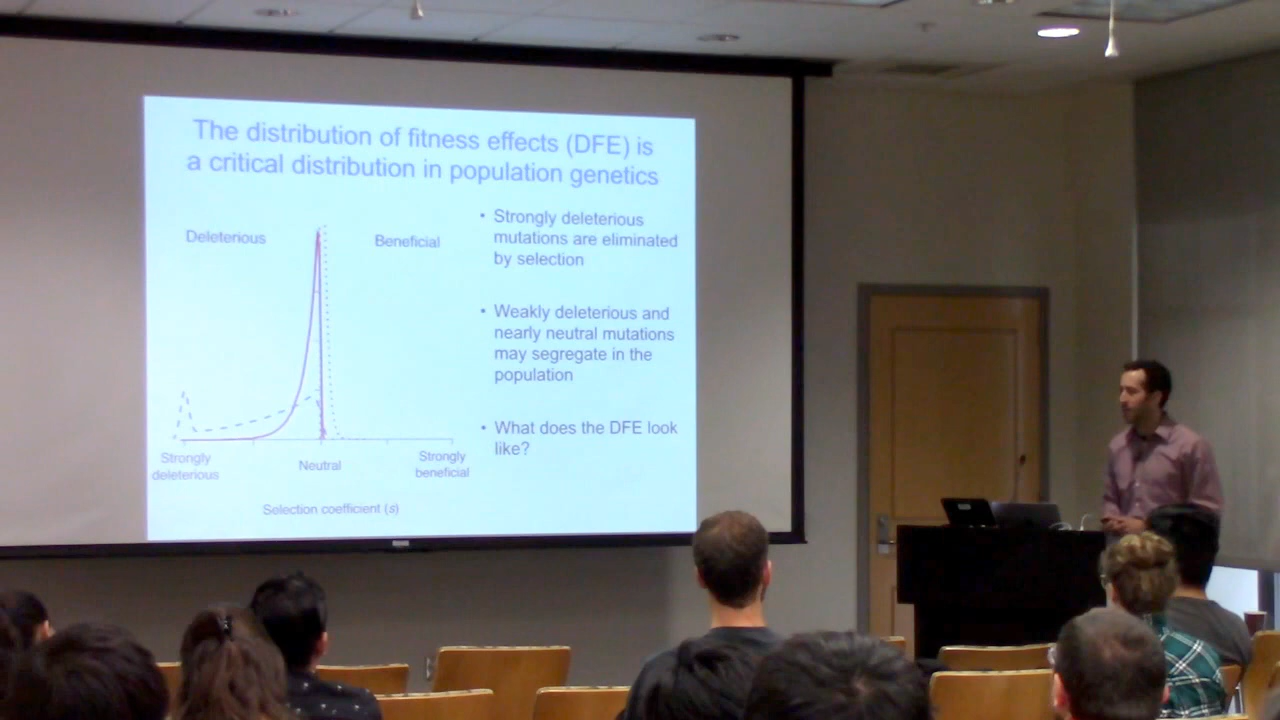 The distribution of fitness effects (DFE) is
a critical distribution in population genetics
Deleterious
Beneficial
Strongly
deleterious
Neutral
Strongly
beneficial
Selection coefficient (s)
• Strongly deleterious
mutations are eliminated
by selection
• Weakly deleterious and
nearly neutral mutations
may segregate in the
population
• What does the DFE look
like?